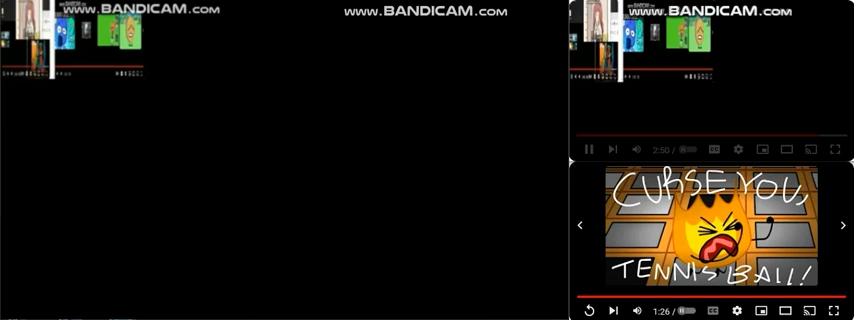 WWW.BANDICAM.COM
WWW.BANDICAM.COM
WWW.BANDICAM.COM
2:50 /
CURSE YOU,
TENNIS BALL!
1:26 /